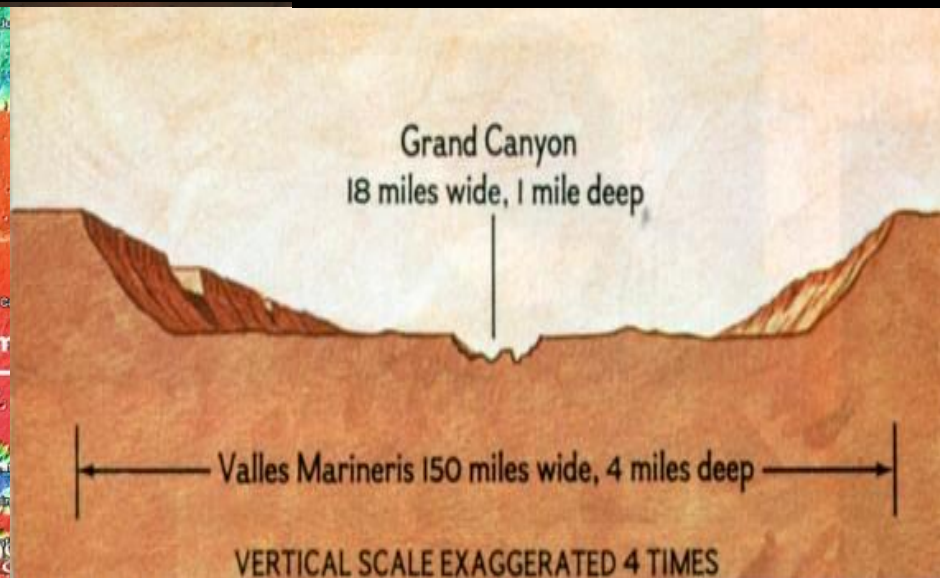 Grand Canyon
18 miles wide, 1 mile deep
Valles Marineris 150 miles wide, 4 miles deep
VERTICAL SCALE EXAGGERATED 4 TIMES